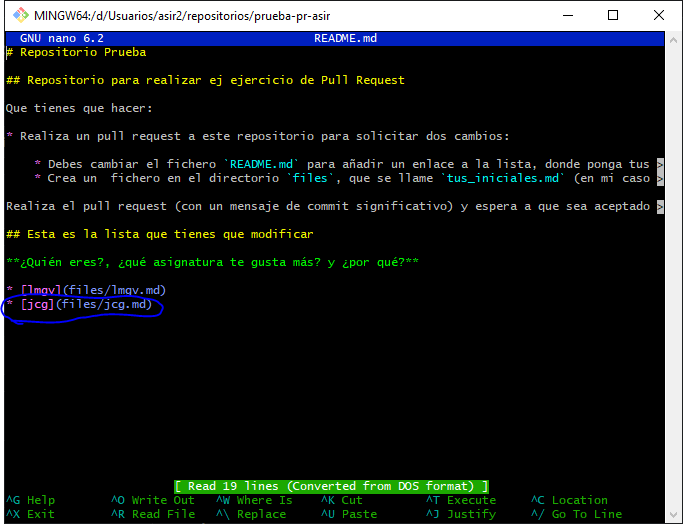 MINGW64:/d/Usuarios/asir2/repositorios/prueba-pr-asir
GNU nano 6.2 README.md
# Repositorio Prueba
## Repositorio para realizar ej ejercicio de Pull Request
Que tienes que hacer:
* Realiza un pull request a este repositorio para solicitar dos cambios:
* Debes cambiar el fichero `README.md` para añadir un enlace a la lista, donde ponga tus >
* Crea un  fichero en el directorio `files`, que se llame `tus_iniciales.md` (en mi caso >
Realiza el pull request (con un mensaje de commit significativo) y espera a que sea aceptado >
## Esta es la lista que tienes que modificar
**¿Quién eres?, ¿qué asignatura te gusta más? y ¿por qué?**
* [lmgv](files/lmgv.md)
* [jcg](files/jcg.md)
[ Read 19 lines (Converted from DOS format) ]
^G Help ^O Write Out ^W Where Is ^K Cut ^T Execute ^C Location
^X Exit ^R Read File ^\ Replace ^U Paste ^J Justify ^/ Go To Line